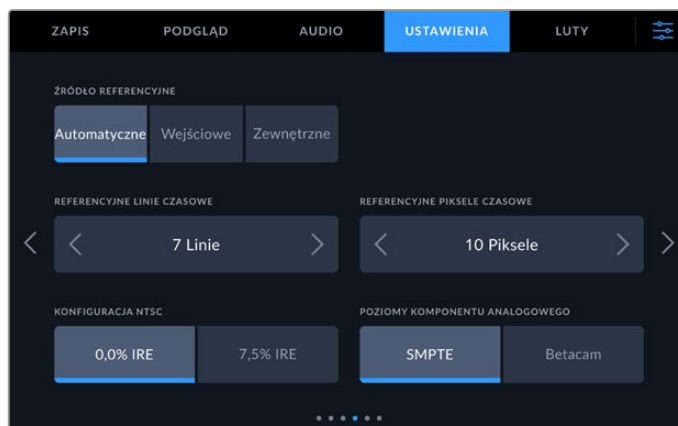 ZAPIS PODGLĄD AUDIO USTAWIENIA LUTY
ŹRÓDŁO REFERENCYJNE
Automatyczne Wejściowe Zewnętrzne
REFERENCYJNE LINIE CZASOWE REFERENCYJNE PIKSELE CZASOWE
7 Linie 10 Piksele
KONFIGURACJA NTSC POZIOMY KOMPONENTU ANALOGOWEGO
0,0% IRE 7,5% IRE SMPTE Betacam